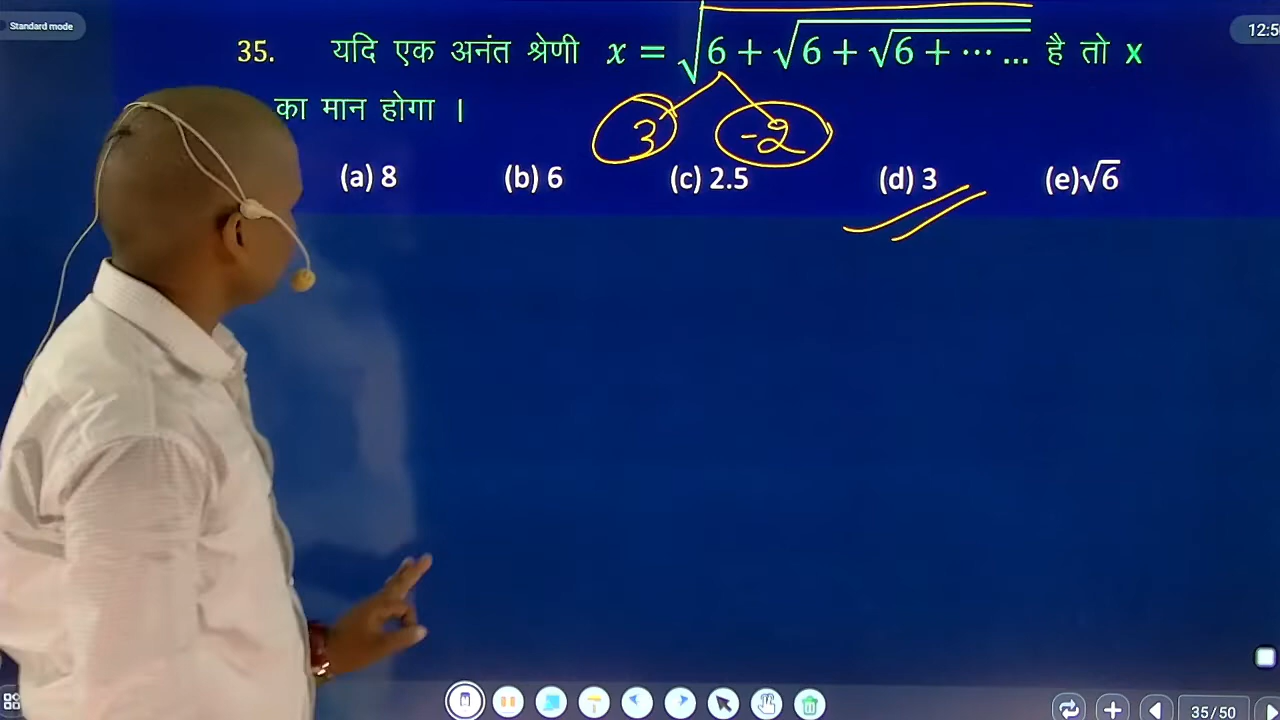 Standard mode
12:5
35. यदि एक अनंत श्रेणी x = √6 + √6 + √6 + ⋯ ... है तो x
का मान होगा ।
3 -2
(a) 8 (b) 6 (c) 2.5 (d) 3 (e)√6
35/50